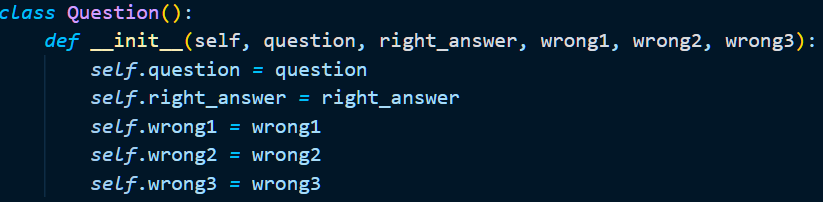 class Question():
def __init__(self, question, right_answer, wrong1, wrong2, wrong3):
self.question = question
self.right_answer = right_answer
self.wrong1 = wrong1
self.wrong2 = wrong2
self.wrong3 = wrong3